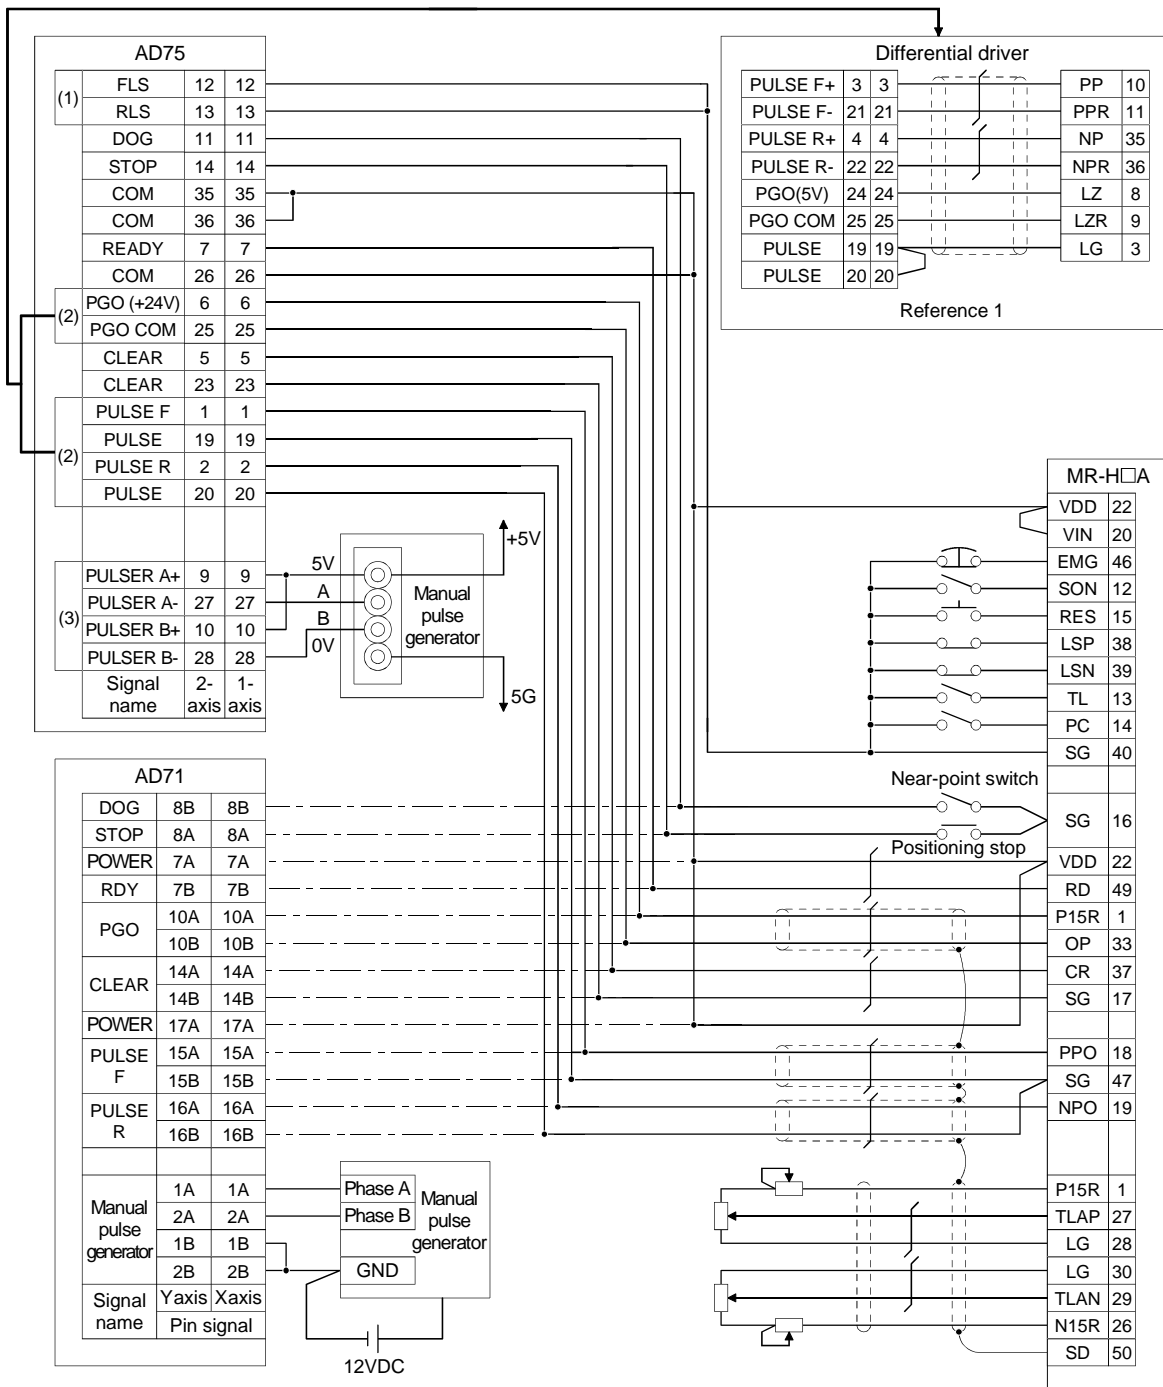 AD75
(1)
FLS 12 12
RLS 13 13
DOG 11 11
STOP 14 14
COM 35 35
COM 36 36
READY 7 7
COM 26 26
(2)
PGO (+24V) 6 6
PGO COM 25 25
CLEAR 5 5
CLEAR 23 23
(2)
PULSE F 1 1
PULSE 19 19
PULSE R 2 2
PULSE 20 20
(3)
PULSER A+ 9 9
PULSER A- 27 27
PULSER B+ 10 10
PULSER B- 28 28
Signal name 2-axis 1-axis
5V
A
B
0V
Manual
pulse
generator
+5V
5G
Differential driver
PULSE F+ 3 3 PP 10
PULSE F- 21 21 PPR 11
PULSE R+ 4 4 NP 35
PULSE R- 22 22 NPR 36
PGO(5V) 24 24 LZ 8
PGO COM 25 25 LZR 9
PULSE 19 19 LG 3
PULSE 20 20
Reference 1
MR-H□A
VDD 22
VIN 20
EMG 46
SON 12
RES 15
LSP 38
LSN 39
TL 13
PC 14
SG 40
Near-point switch
SG 16
Positioning stop
VDD 22
RD 49
P15R 1
OP 33
CR 37
SG 17
PPO 18
SG 47
NPO 19
P15R 1
TLAP 27
LG 28
LG 30
TLAN 29
N15R 26
SD 50
AD71
DOG 8B 8B
STOP 8A 8A
POWER 7A 7A
RDY 7B 7B
PGO
10A 10A
10B 10B
CLEAR
14A 14A
14B 14B
POWER 17A 17A
PULSE
F
15A 15A
15B 15B
PULSE
R
16A 16A
16B 16B
Manual
pulse
generator
1A 1A
2A 2A
1B 1B
2B 2B
Signal
name
Yaxis Xaxis
Pin signal
Phase A
Phase B
GND
Manual
pulse
generator
12VDC